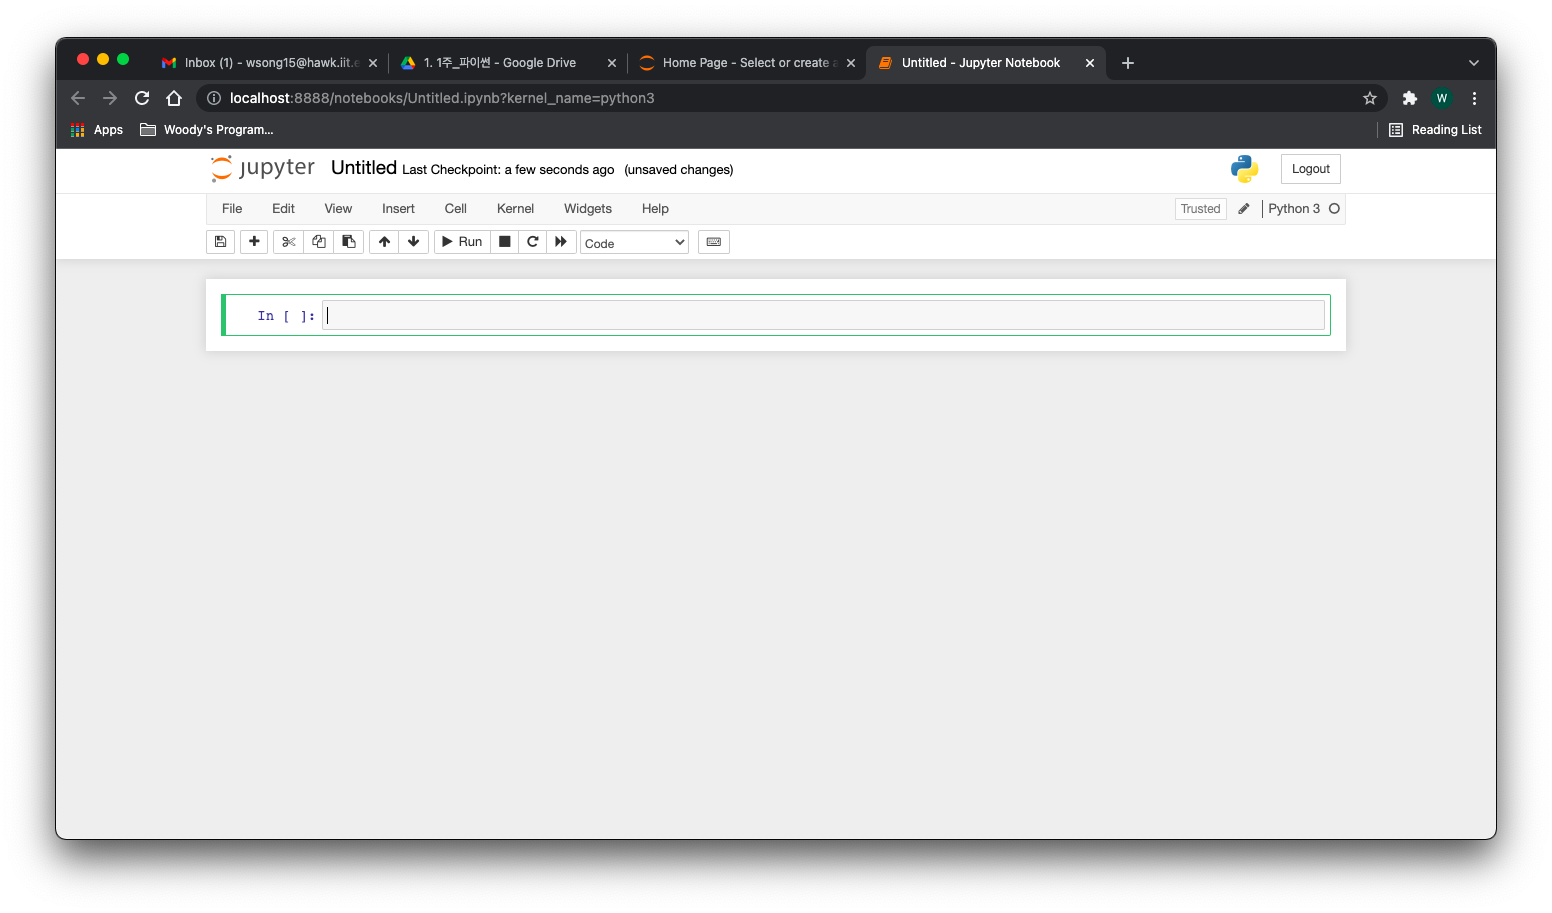 Inbox (1) - wsong15@hawk.iit.e
1. 1주_파이썬 - Google Drive
Home Page - Select or create a
Untitled - Jupyter Notebook
localhost:8888/notebooks/Untitled.ipynb?kernel_name=python3
W
Apps
Woody's Program...
Reading List
jupyter
Untitled Last Checkpoint: a few seconds ago (unsaved changes)
Logout
File Edit View Insert Cell Kernel Widgets Help
Trusted
Python 3
Run
Code
In [ ]: